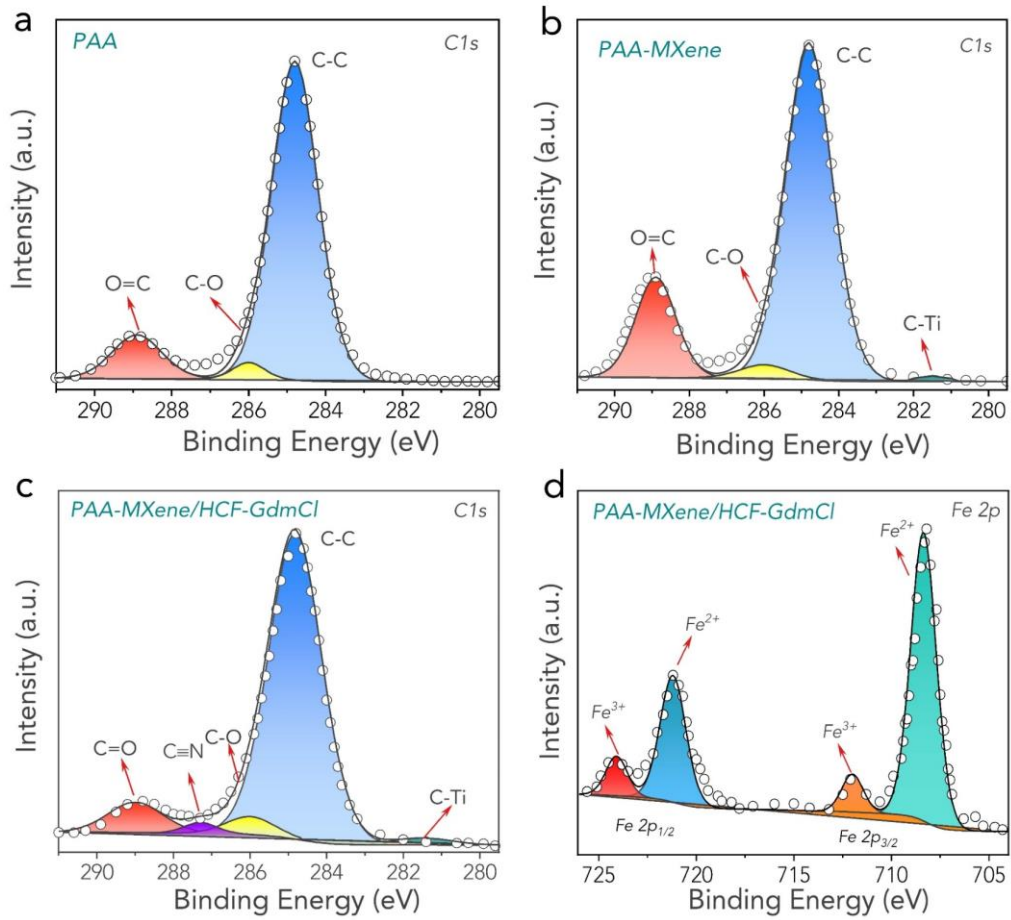 a
PAA
C1s
C-C
O=C
C-O
Intensity (a.u.)
290 288 286 284 282 280
Binding Energy (eV)
b
PAA-MXene
C1s
C-C
O=C
C-O
C-Ti
Intensity (a.u.)
290 288 286 284 282 280
Binding Energy (eV)
c
PAA-MXene/HCF-GdmCl
C1s
C-C
C=O
C≡N
C-O
C-Ti
Intensity (a.u.)
290 288 286 284 282 280
Binding Energy (eV)
d
PAA-MXene/HCF-GdmCl
Fe 2p
Fe²⁺
Fe²⁺
Fe³⁺
Fe³⁺
Fe 2p₁/₂
Fe 2p₃/₂
Intensity (a.u.)
725 720 715 710 705
Binding Energy (eV)